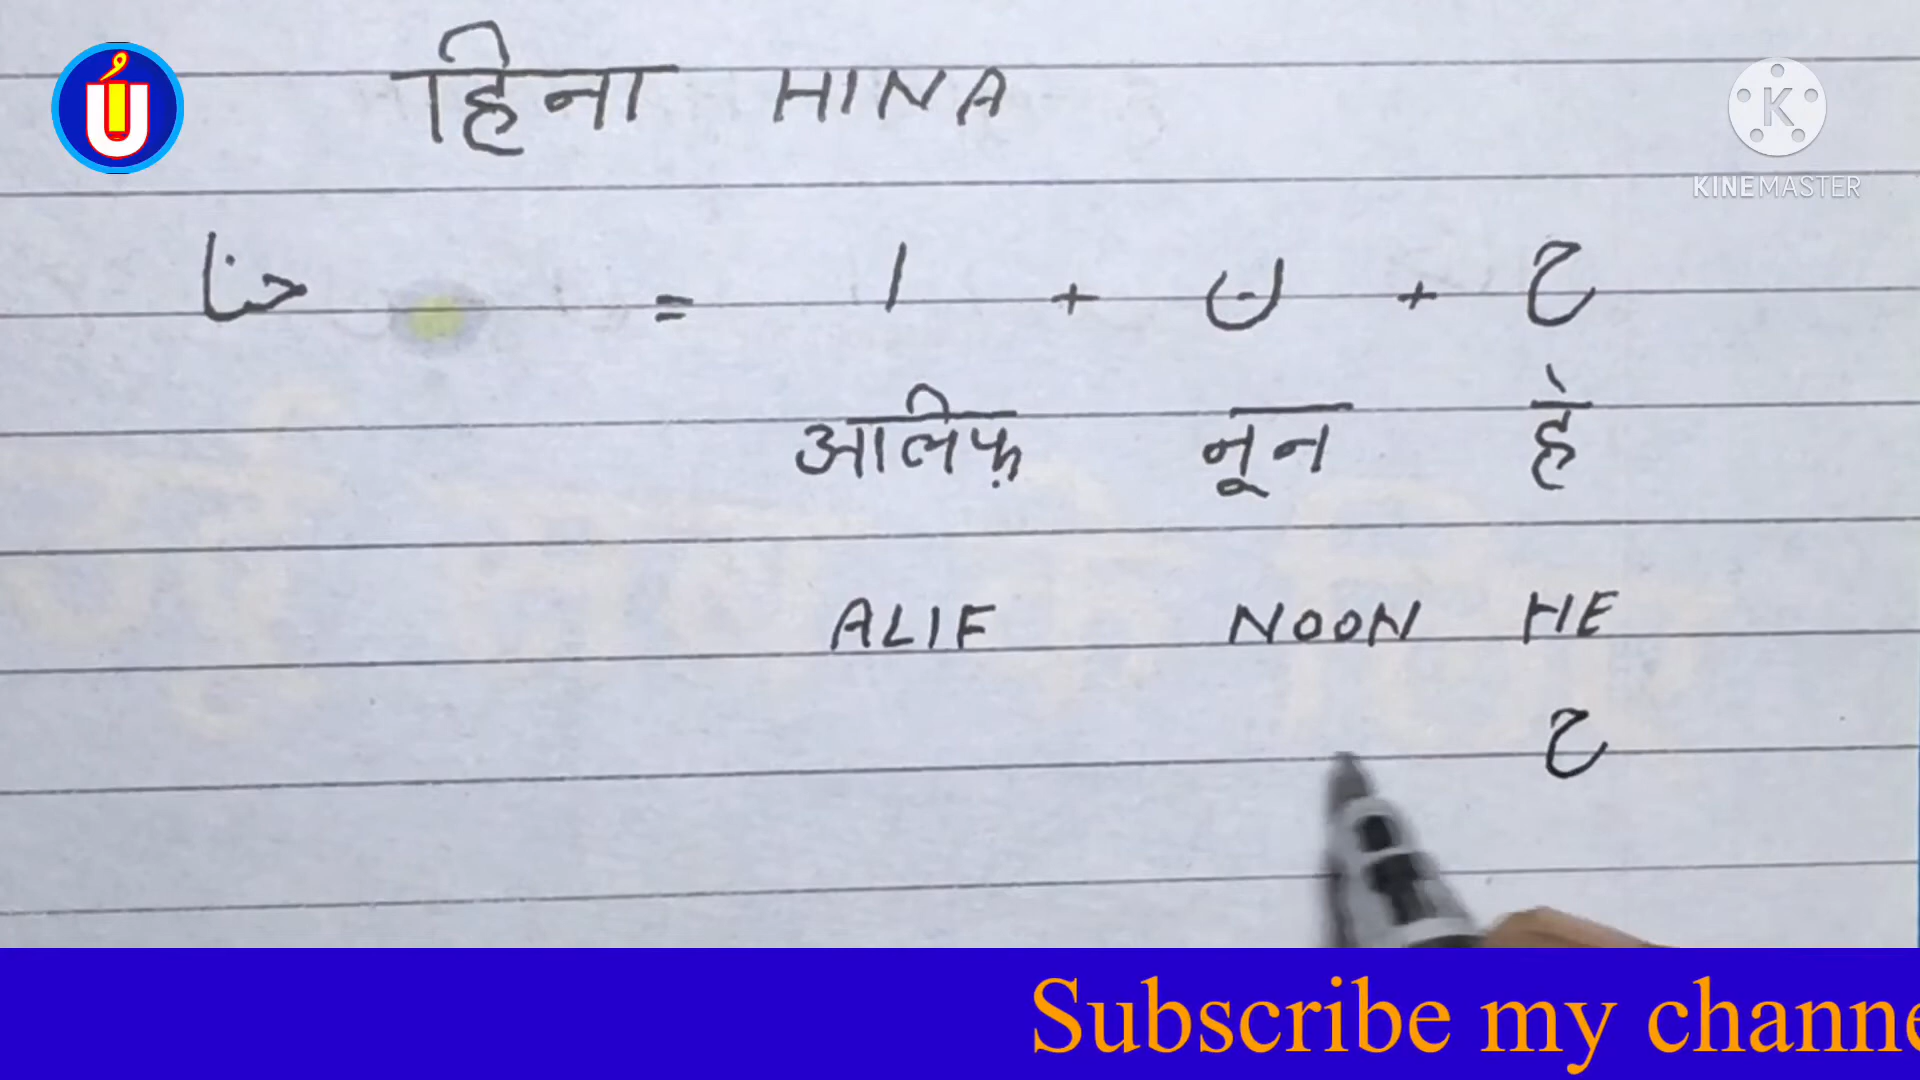 हिना HINA
KINEMASTER
ح + ن + ا = حنا
आलिफ़ नून हे
ALIF NOON HE
ح
Subscribe my channe